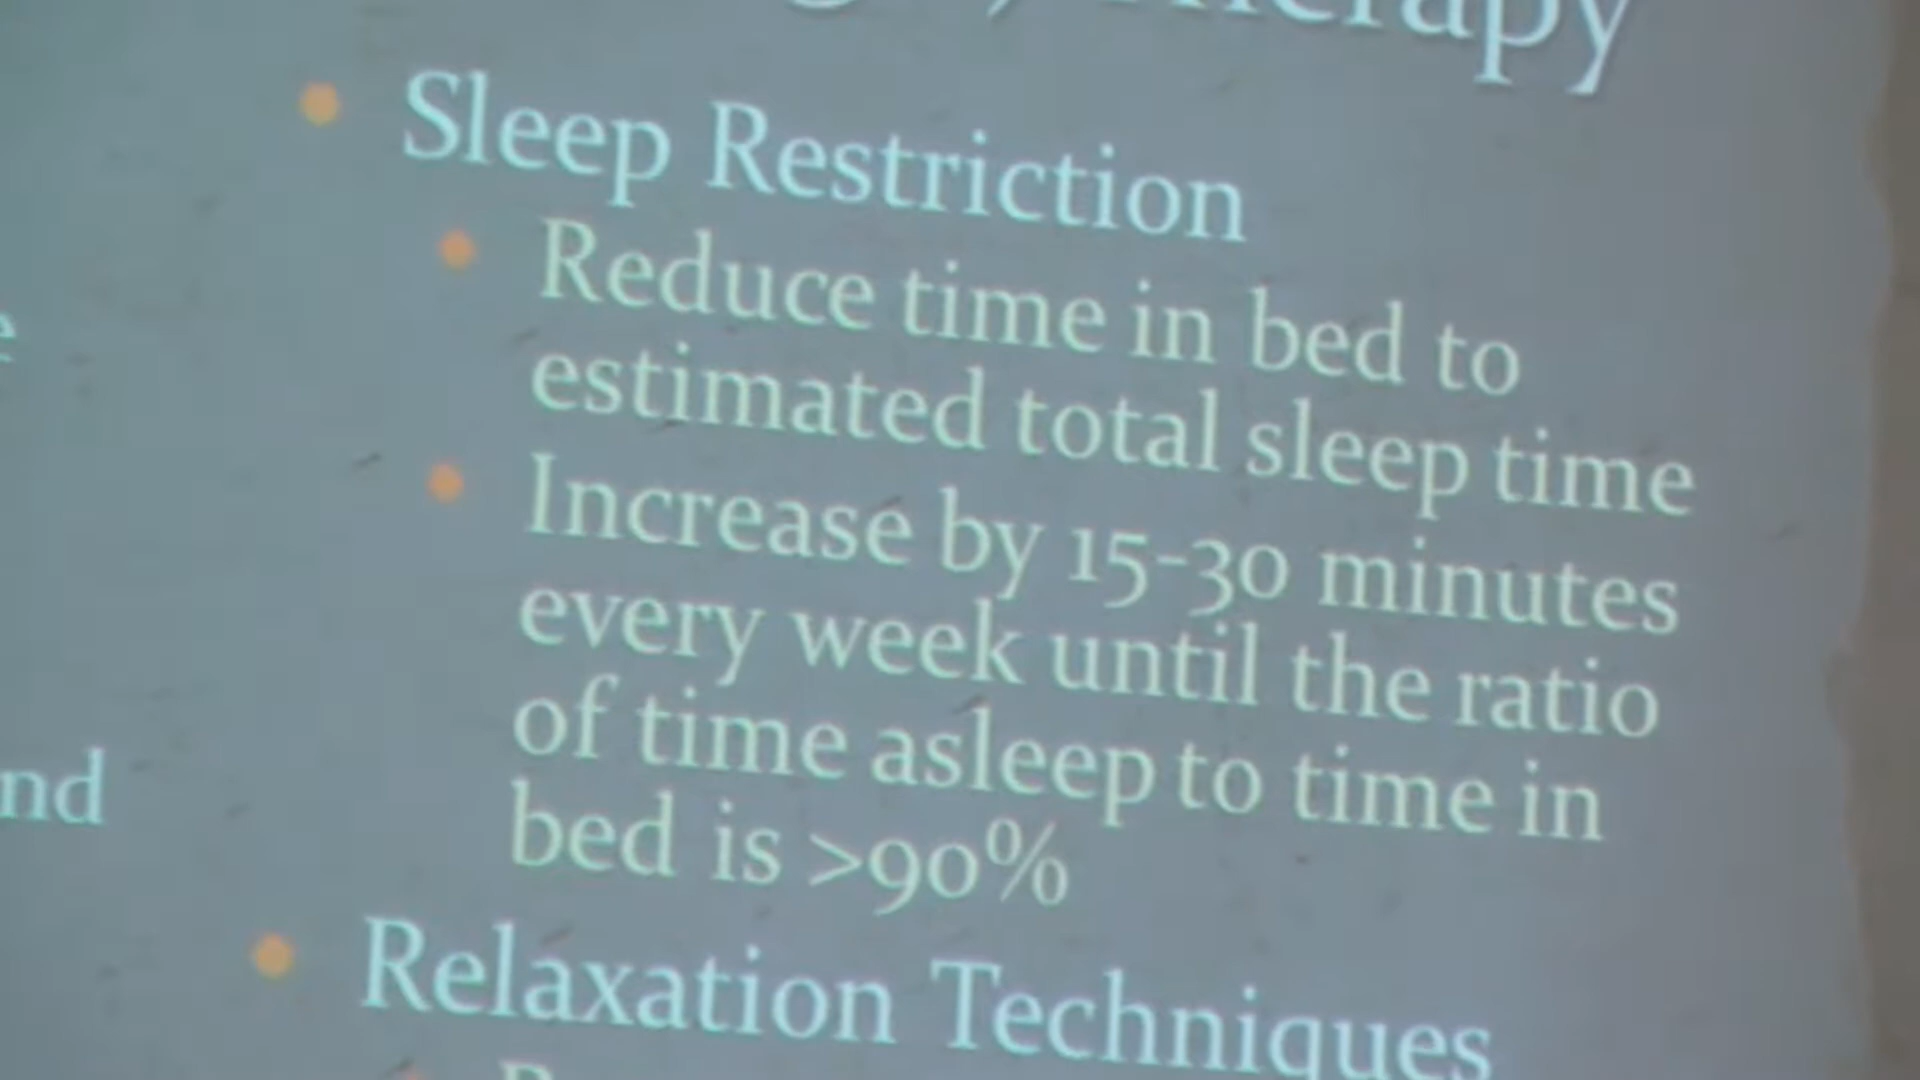 Therapy
Sleep Restriction
Reduce time in bed to
estimated total sleep time
Increase by 15-30 minutes
every week until the ratio
of time asleep to time in
bed is >90%
Relaxation Techniques